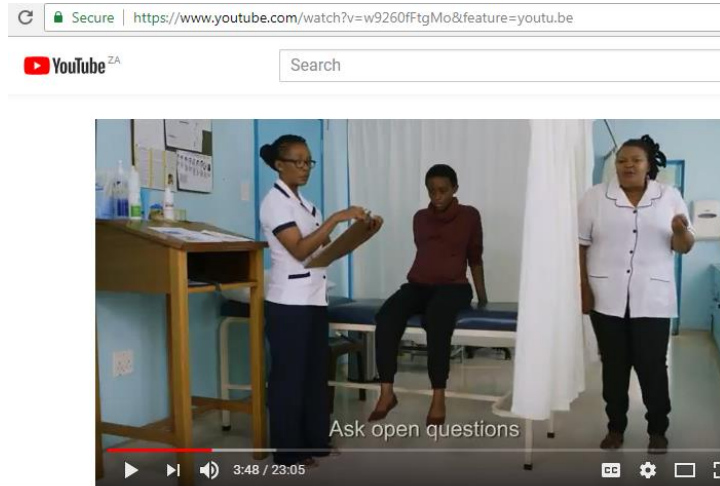 Secure | https://www.youtube.com/watch?v=w9260fFtgMo&feature=youtu.be
YouTube ZA
Search
Ask open questions
3:48 / 23:05
CC